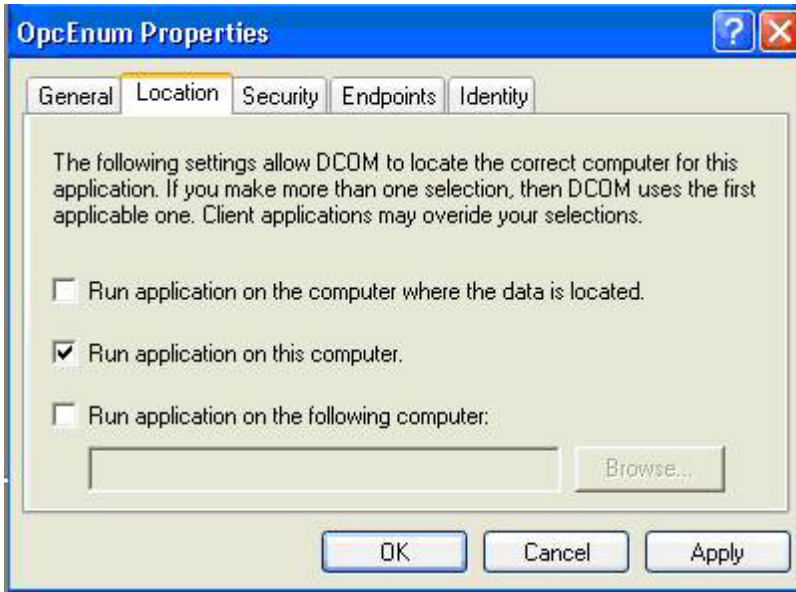 OpcEnum Properties
General Location Security Endpoints Identity
The following settings allow DCOM to locate the correct computer for this
application. If you make more than one selection, then DCOM uses the first
applicable one. Client applications may overide your selections.
Run application on the computer where the data is located.
Run application on this computer.
Run application on the following computer:
Browse...
OK Cancel Apply